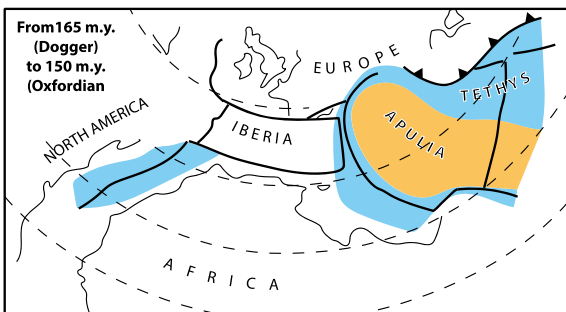 From165 m.y.
(Dogger)
to 150 m.y.
(Oxfordian
EUROPE
TETHYS
NORTH AMERICA
IBERIA
APULIA
AFRICA